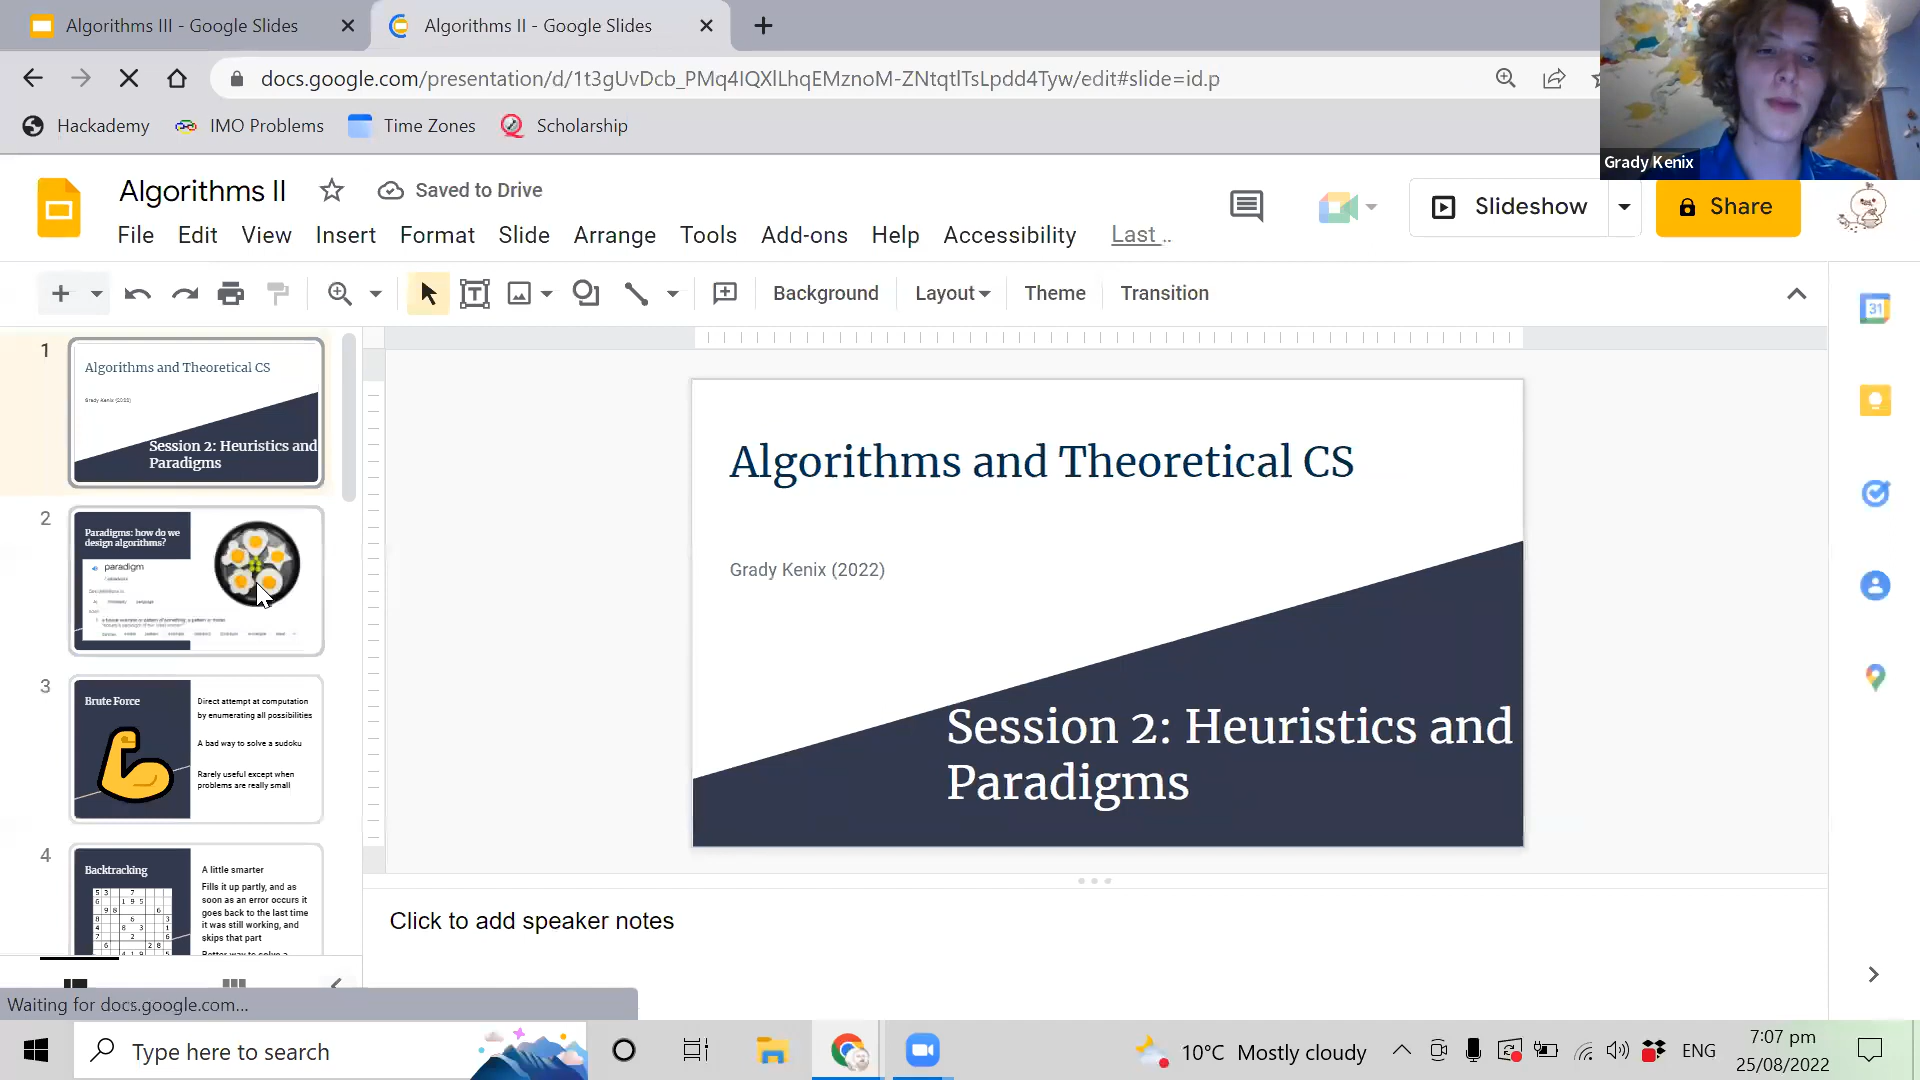 Algorithms III - Google Slides
Algorithms II - Google Slides
docs.google.com/presentation/d/1t3gUvDcb_PMq4IQXlLhqEMznoM-ZNtqtlTsLpdd4Tyw/edit#slide=id.p
Hackademy
IMO Problems
Time Zones
Scholarship
Grady Kenix
Algorithms II
Saved to Drive
Slideshow
Share
File Edit View Insert Format Slide Arrange Tools Add-ons Help Accessibility Last ..
Background
Layout
Theme
Transition
1
Algorithms and Theoretical CS
Grady Kenix (2022)
Session 2: Heuristics and
Paradigms
2
Paradigms: how do we
design algorithms?
paradigm
3
Brute Force
Direct attempt at computation
by enumerating all possibilities
A bad way to solve a sudoku
Rarely useful except when
problems are really small
4
Backtracking
A little smarter
Fills it up partly, and as
soon as an error occurs it
goes back to the last time
it was still working, and
skips that part
Algorithms and Theoretical CS
Grady Kenix (2022)
Session 2: Heuristics and
Paradigms
Click to add speaker notes
Waiting for docs.google.com...
Type here to search
10°C Mostly cloudy
ENG
7:07 pm
25/08/2022
31